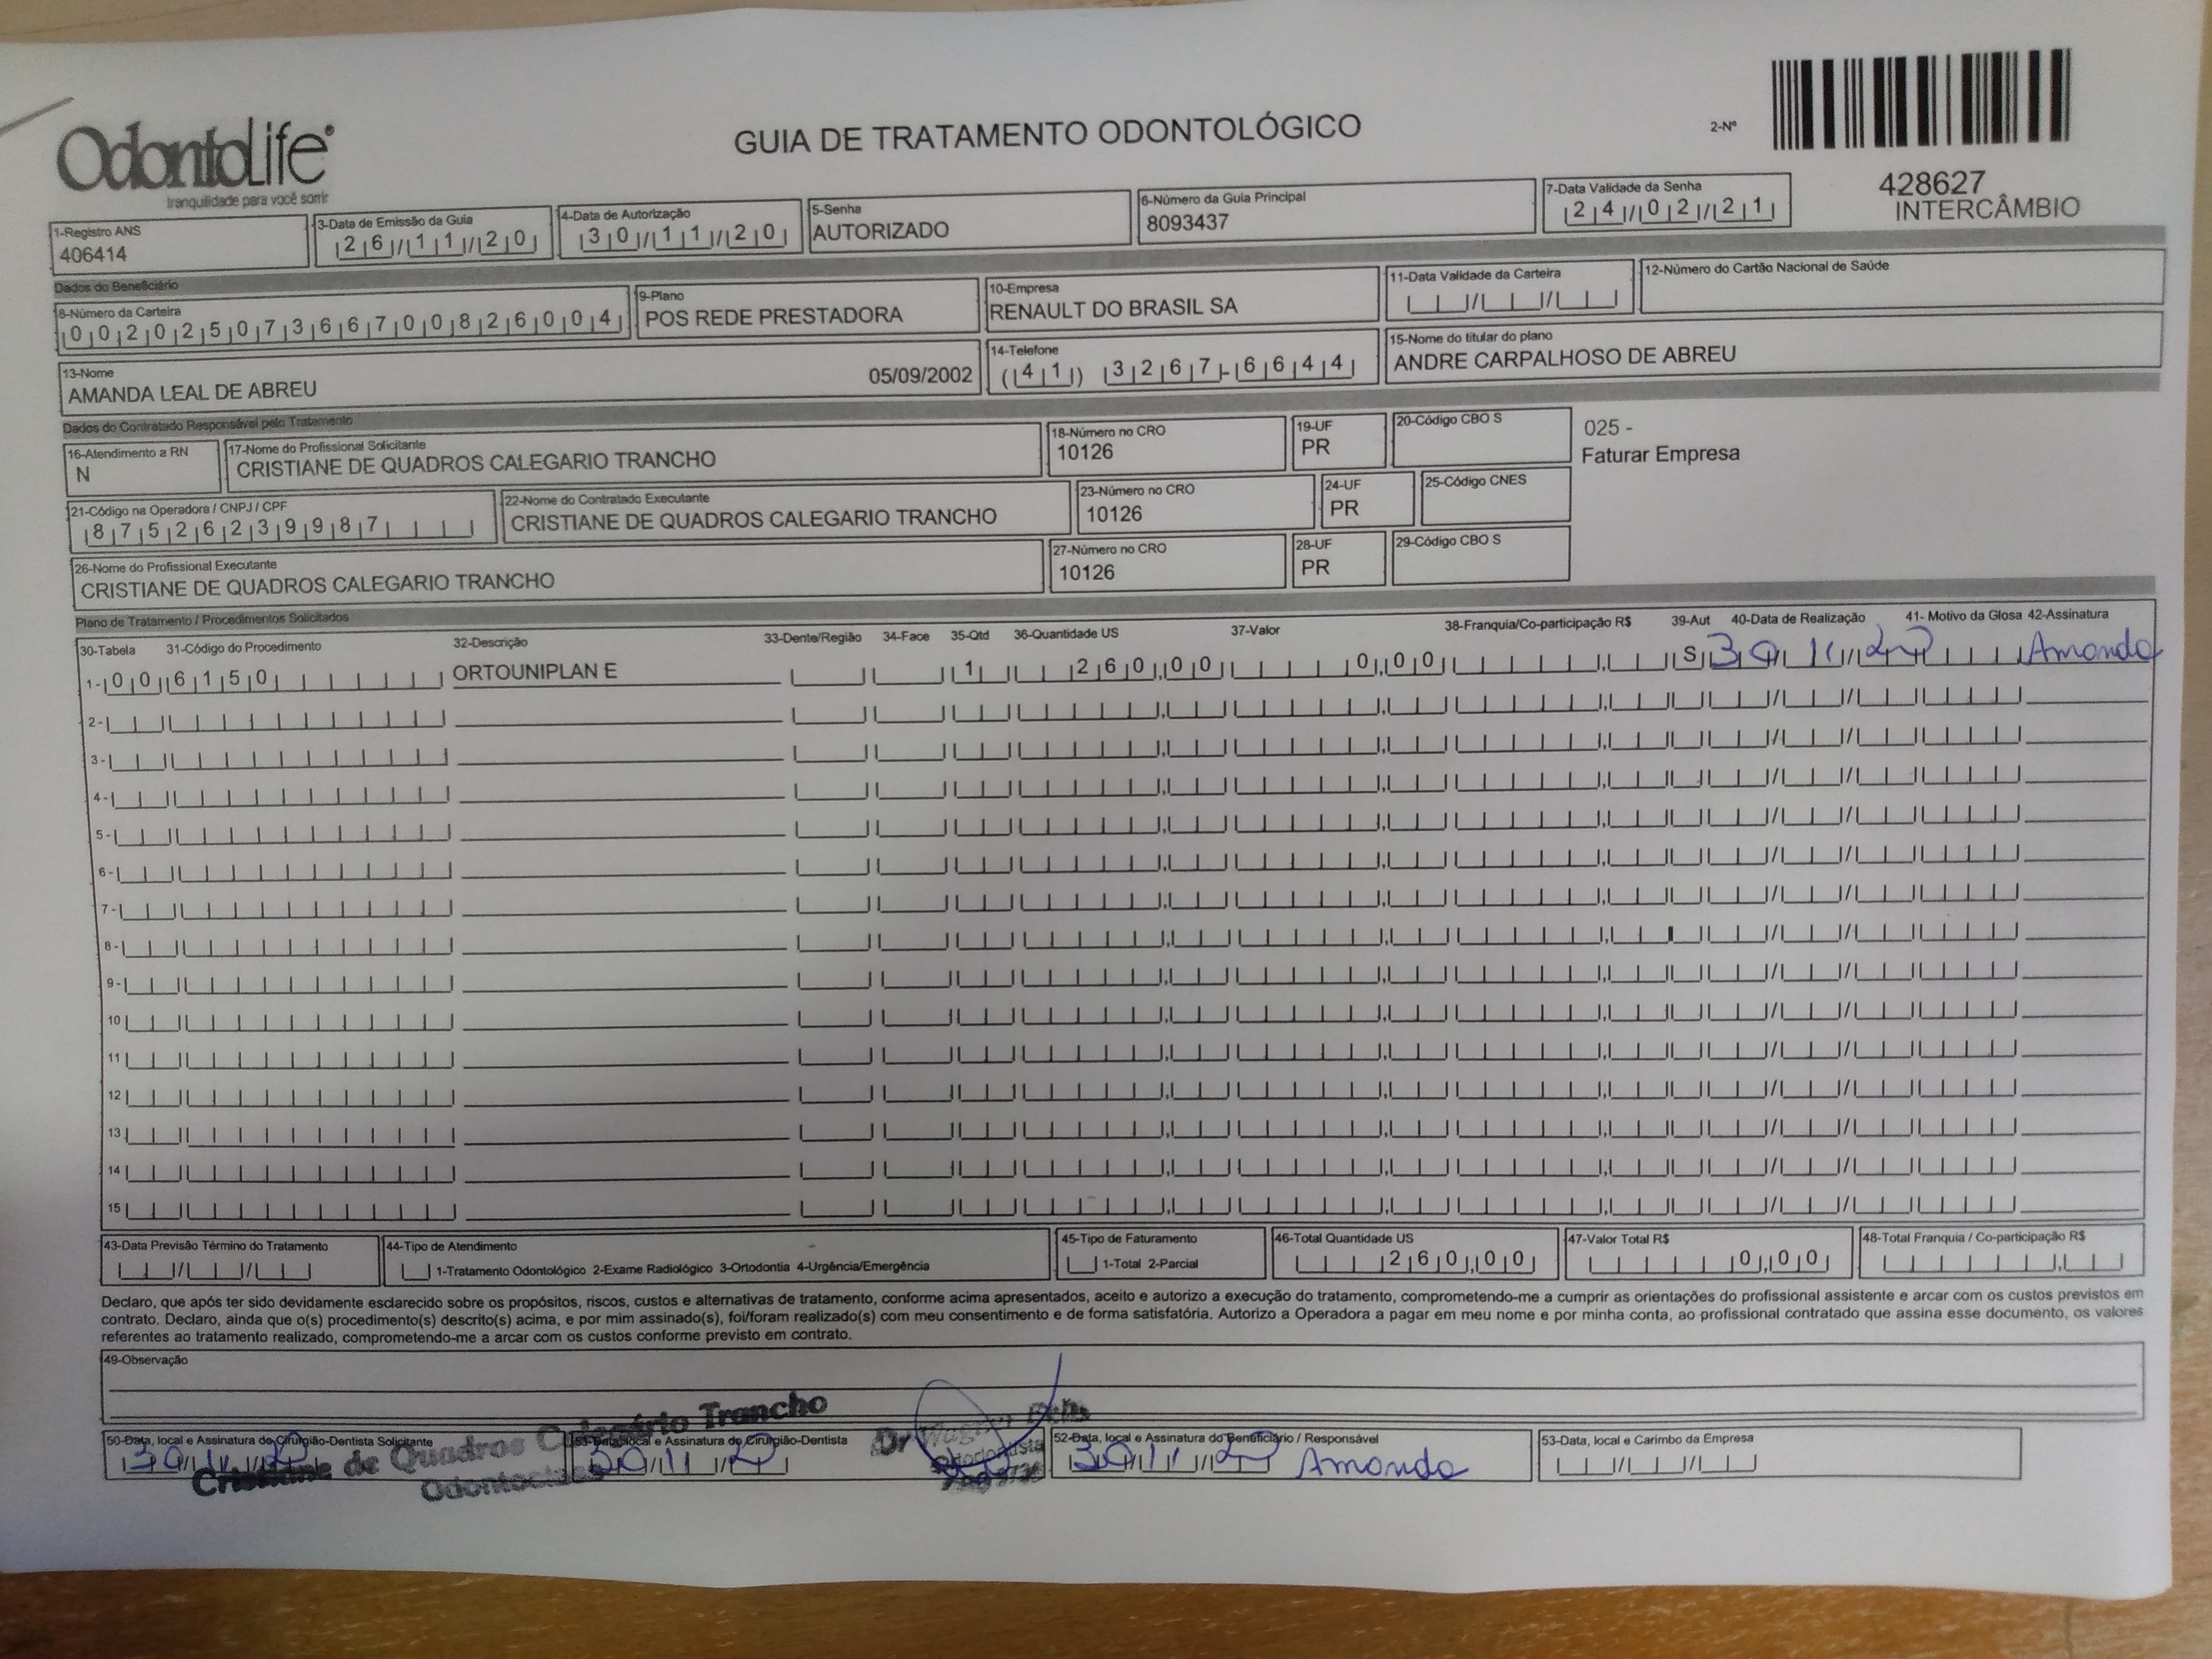 OdontoLife
tranquilidade para você sorrir
GUIA DE TRATAMENTO ODONTOLÓGICO
2-Nº
428627
INTERCÂMBIO
1-Registro ANS
406414
3-Data de Emissão da Guia
26/11/20
4-Data de Autorização
30/11/20
5-Senha
AUTORIZADO
6-Número da Guia Principal
8093437
7-Data Validade da Senha
24/02/21
Dados do Beneficiário
8-Número da Carteira
00202507366700826004
9-Plano
POS REDE PRESTADORA
10-Empresa
RENAULT DO BRASIL SA
11-Data Validade da Carteira
12-Número do Cartão Nacional de Saúde
13-Nome
AMANDA LEAL DE ABREU 05/09/2002
14-Telefone
(41) 3267-6644
15-Nome do titular do plano
ANDRE CARPALHOSO DE ABREU
Dados do Contratado Responsável pelo Tratamento
16-Atendimento a RN
N
17-Nome do Profissional Solicitante
CRISTIANE DE QUADROS CALEGARIO TRANCHO
18-Número no CRO
10126
19-UF
PR
20-Código CBO S
025 -
Faturar Empresa
21-Código na Operadora / CNPJ / CPF
87526239987
22-Nome do Contratado Executante
CRISTIANE DE QUADROS CALEGARIO TRANCHO
23-Número no CRO
10126
24-UF
PR
25-Código CNES
26-Nome do Profissional Executante
CRISTIANE DE QUADROS CALEGARIO TRANCHO
27-Número no CRO
10126
28-UF
PR
29-Código CBO S
Plano de Tratamento / Procedimentos Solicitados
30-Tabela 31-Código do Procedimento 32-Descrição 33-Dente/Região 34-Face 35-Qtd 36-Quantidade US 37-Valor 38-Franquia/Co-participação R$ 39-Aut 40-Data de Realização 41- Motivo da Glosa 42-Assinatura
1- 00 6150 ORTOUNIPLAN E 1 260,00 0,00 S 30 11 20 Amanda
2-
3-
4-
5-
6-
7-
8-
9-
10
11
12
13
14
15
43-Data Previsão Término do Tratamento
44-Tipo de Atendimento
1-Tratamento Odontológico 2-Exame Radiológico 3-Ortodontia 4-Urgência/Emergência
45-Tipo de Faturamento
1-Total 2-Parcial
46-Total Quantidade US
260,00
47-Valor Total R$
0,00
48-Total Franquia / Co-participação R$
Declaro, que após ter sido devidamente esclarecido sobre os propósitos, riscos, custos e alternativas de tratamento, conforme acima apresentados, aceito e autorizo a execução do tratamento, comprometendo-me a cumprir as orientações do profissional assistente e arcar com os custos previstos em
contrato. Declaro, ainda que o(s) procedimento(s) descrito(s) acima, e por mim assinado(s), foi/foram realizado(s) com meu consentimento e de forma satisfatória. Autorizo a Operadora a pagar em meu nome e por minha conta, ao profissional contratado que assina esse documento, os valores
referentes ao tratamento realizado, comprometendo-me a arcar com os custos conforme previsto em contrato.
49-Observação
50-Data, local e Assinatura do Cirurgião-Dentista Solicitante
30/11/20
Cristiane de Quadros Calegário Trancho
51-Data, local e Assinatura do Cirurgião-Dentista
30/11/20
Dr
52-Data, local e Assinatura do Beneficiário / Responsável
30/11/20 Amanda
53-Data, local e Carimbo da Empresa